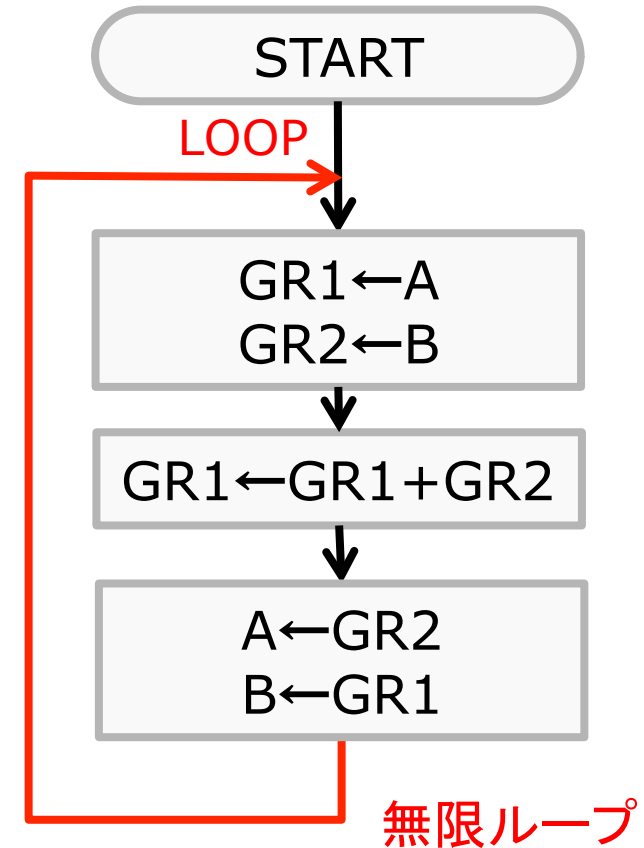 START
LOOP
GR1←A
GR2←B
GR1←GR1+GR2
A←GR2
B←GR1
無限ループ